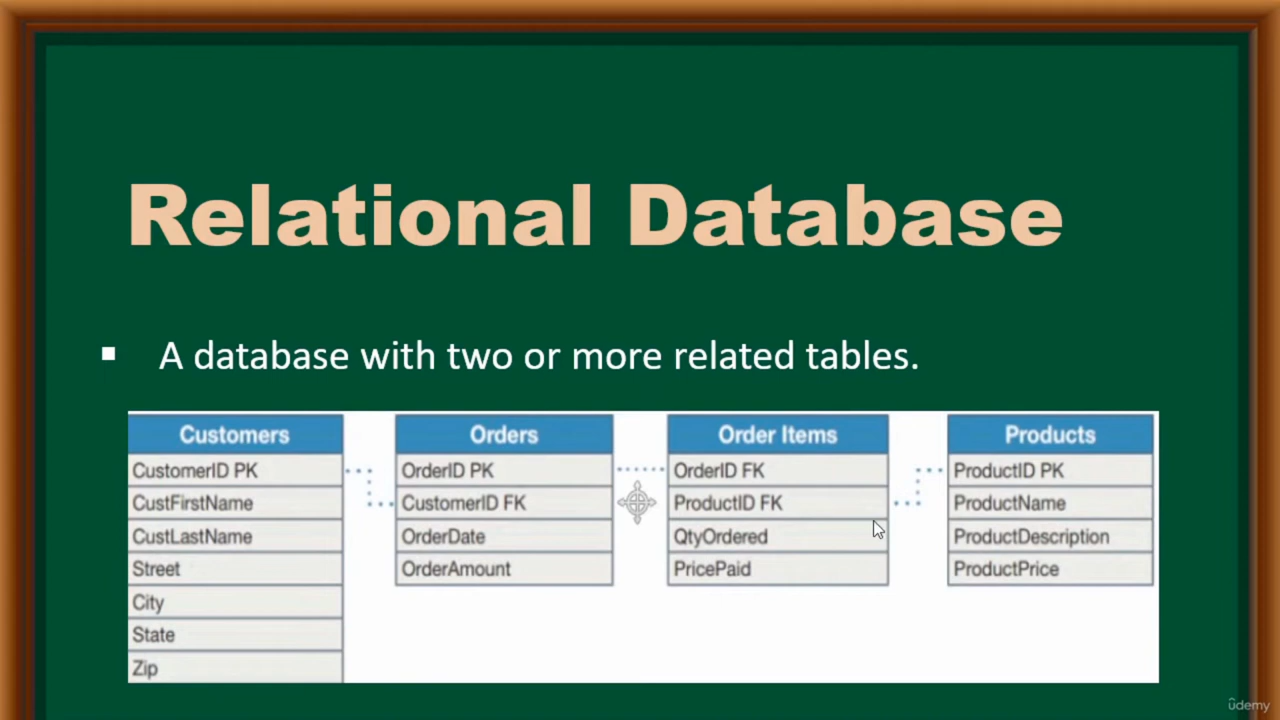 Relational Database
▪ A database with two or more related tables.
Customers
CustomerID PK
CustFirstName
CustLastName
Street
City
State
Zip
Orders
OrderID PK
CustomerID FK
OrderDate
OrderAmount
Order Items
OrderID FK
ProductID FK
QtyOrdered
PricePaid
Products
ProductID PK
ProductName
ProductDescription
ProductPrice
ûdemy